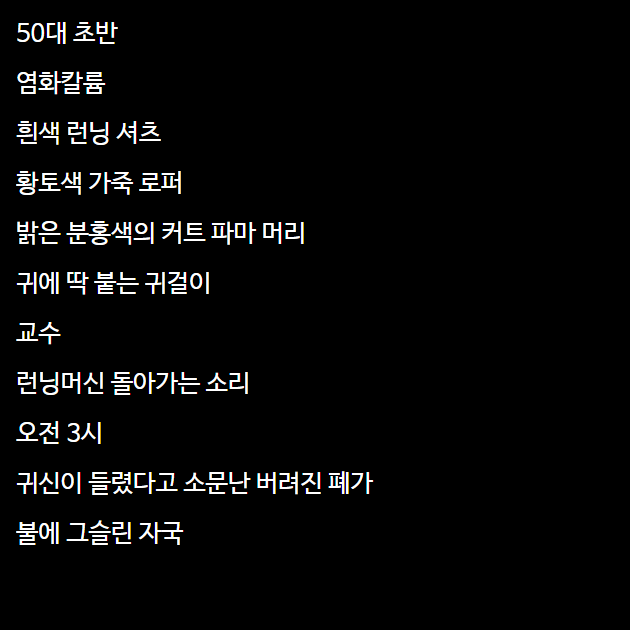 50대 초반
염화칼륨
흰색 런닝 셔츠
황토색 가죽 로퍼
밝은 분홍색의 커트 파마 머리
귀에 딱 붙는 귀걸이
교수
런닝머신 돌아가는 소리
오전 3시
귀신이 들렸다고 소문난 버려진 폐가
불에 그슬린 자국